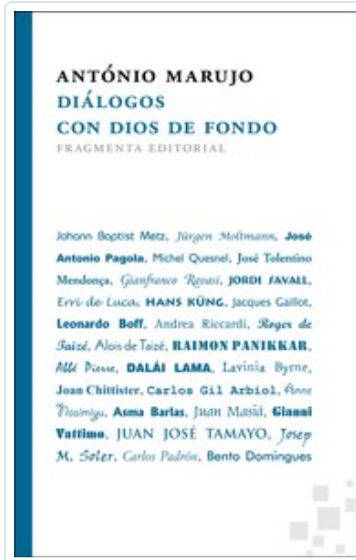 ANTÓNIO MARUJO
DIÁLOGOS
CON DIOS DE FONDO
FRAGMENTA EDITORIAL
Johann Baptist Metz, Jürgen Moltmann, José
Antonio Pagola, Michel Quesnel, José Tolentino
Mendonça, Gianfranco Ravasi, JORDI SAVALL,
Erri de Luca, HANS KÜNG, Jacques Gaillot,
Leonardo Boff, Andrea Riccardi, Roger de
Taizé, Alois de Taizé, RAIMON PANIKKAR,
Abbé Pierre, DALÁI LAMA, Lavinia Byrne,
Joan Chittister, Carlos Gil Arbiol, Anne
Asma Barlas, Juan Masiá, Gianni
Vattimo, JUAN JOSÉ TAMAYO, Josep
M. Soler, Carlos Padrón, Bento Domingues